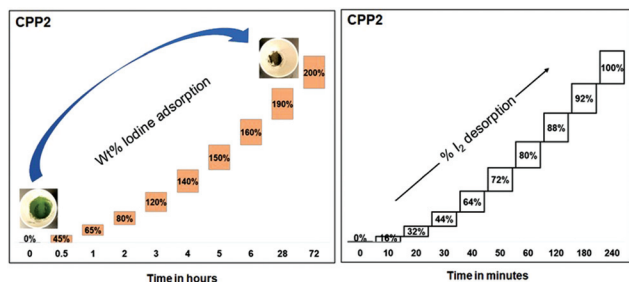 CPP2
Wt% Iodine adsorption
200%
190%
160%
150%
140%
120%
80%
65%
45%
0%
0 0.5 1 2 3 4 5 6 28 72
Time in hours
CPP2
% I₂ desorption
100%
92%
88%
80%
72%
64%
44%
32%
16%
0%
0 10 20 30 40 50 60 120 180 240
Time in minutes